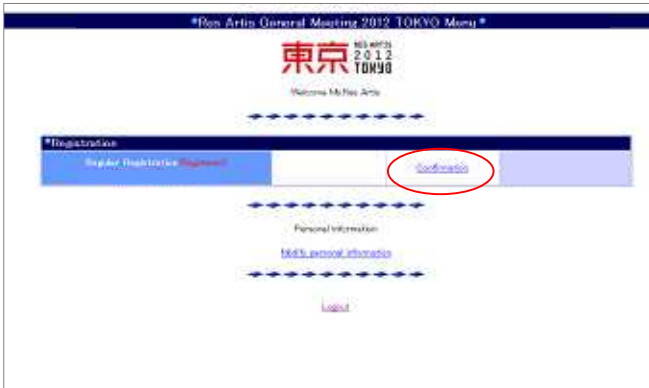 *Res Artis General Meeting 2012 TOKYO Menu*
東京 RES ARTIS 2012 TOKYO
Welcome Ms Res Artis
*Registration
Regular Registration Registered Confirmation
Personal Information
Modify personal information
Logout